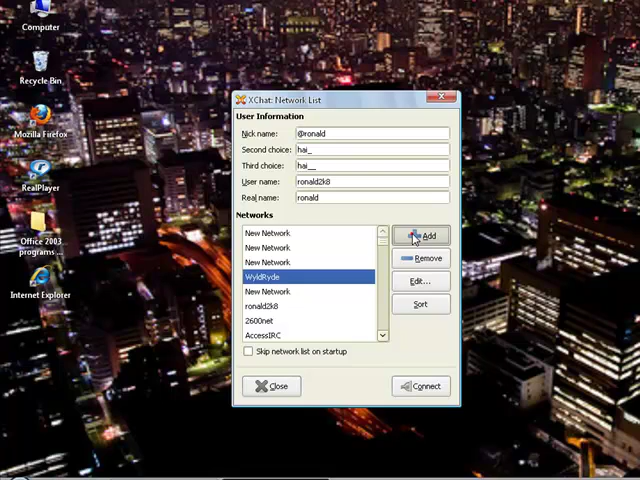 Computer
Recycle Bin
Mozilla Firefox
RealPlayer
Office 2003
programs ...
Internet Explorer
XChat: Network List
User Information
Nick name: @ronald
Second choice: hai_
Third choice: hai__
User name: ronald2k8
Real name: ronald
Networks
New Network
New Network
New Network
WyldRyde
New Network
ronald2k8
2600net
AccessIRC
Add
Remove
Edit...
Sort
Skip network list on startup
Close
Connect